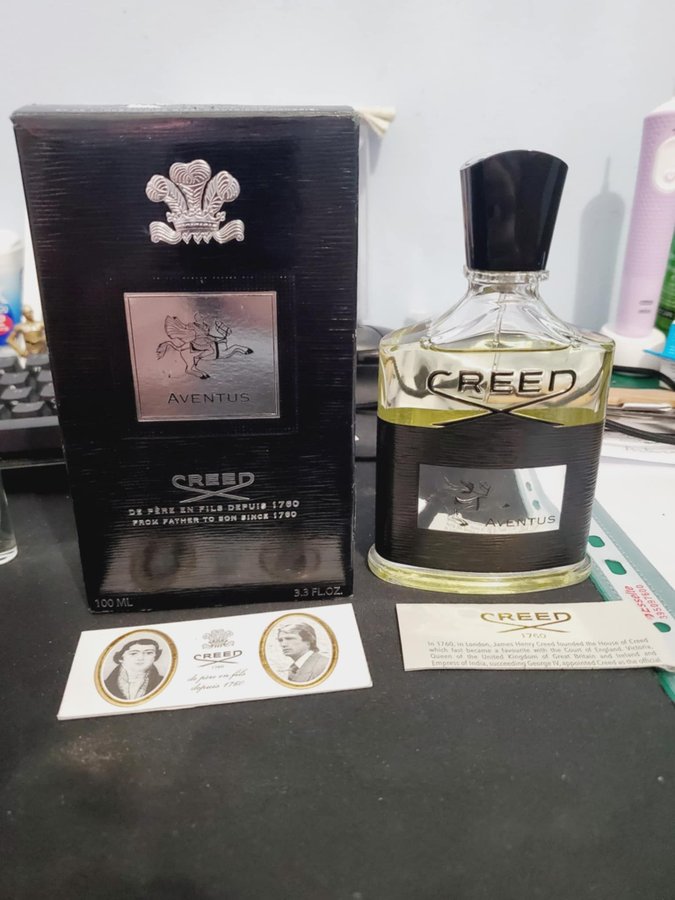 AVENTUS
CREED
DE PÈRE EN FILS DEPUIS 1760
FROM FATHER TO SON SINCE 1760
100 ML
3.3 FL.OZ.
CREED
AVENTUS
CREED
1760
de père en fils
depuis 1760
CREED
1760
In 1760, in London, James Henry Creed founded the House of Creed
which fast became a favourite with the Court of England. Victoria,
Queen of the United Kingdom of Great Britain and Ireland and
Empress of India, succeeding George IV, appointed Creed as the official